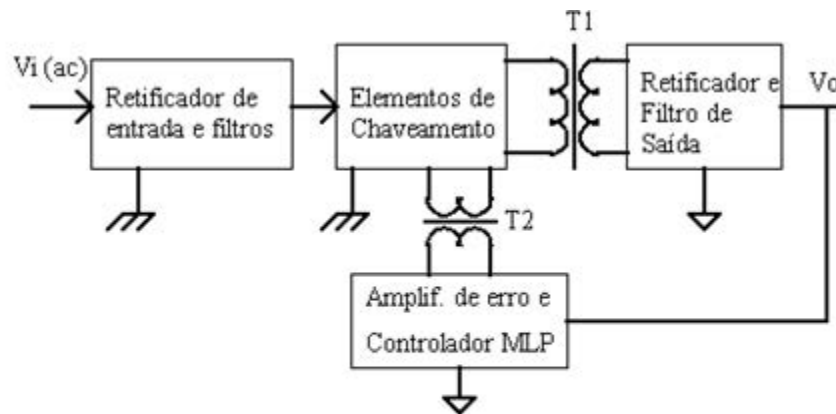 T1
Vi (ac)
Retificador de
entrada e filtros
Elementos de
Chaveamento
Retificador e
Filtro de
Saída
Vo
T2
Amplif. de erro e
Controlador MLP